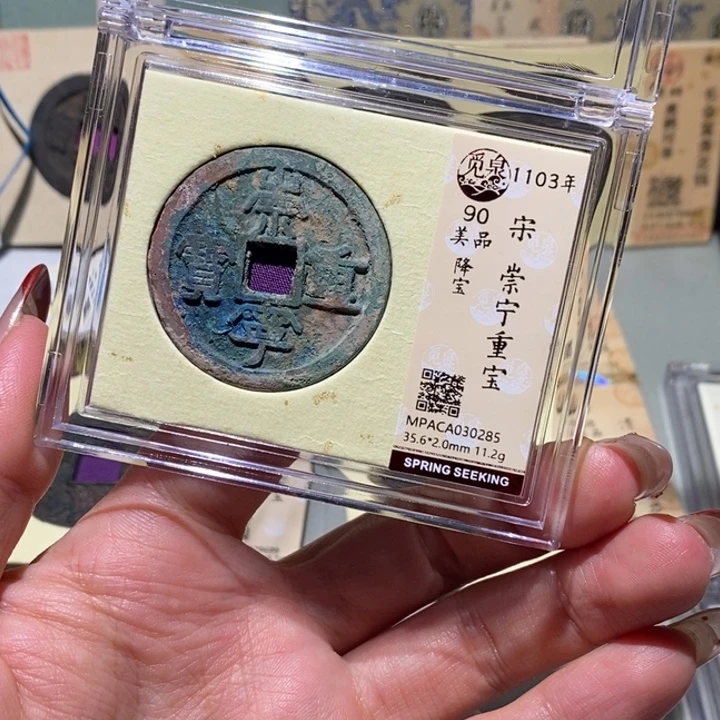 崇
寧
重
寶
觅泉
1103年
90
美品
降宝
宋
崇宁重宝
MPACA030285
35.6*2.0mm 11.2g
SPRING SEEKING